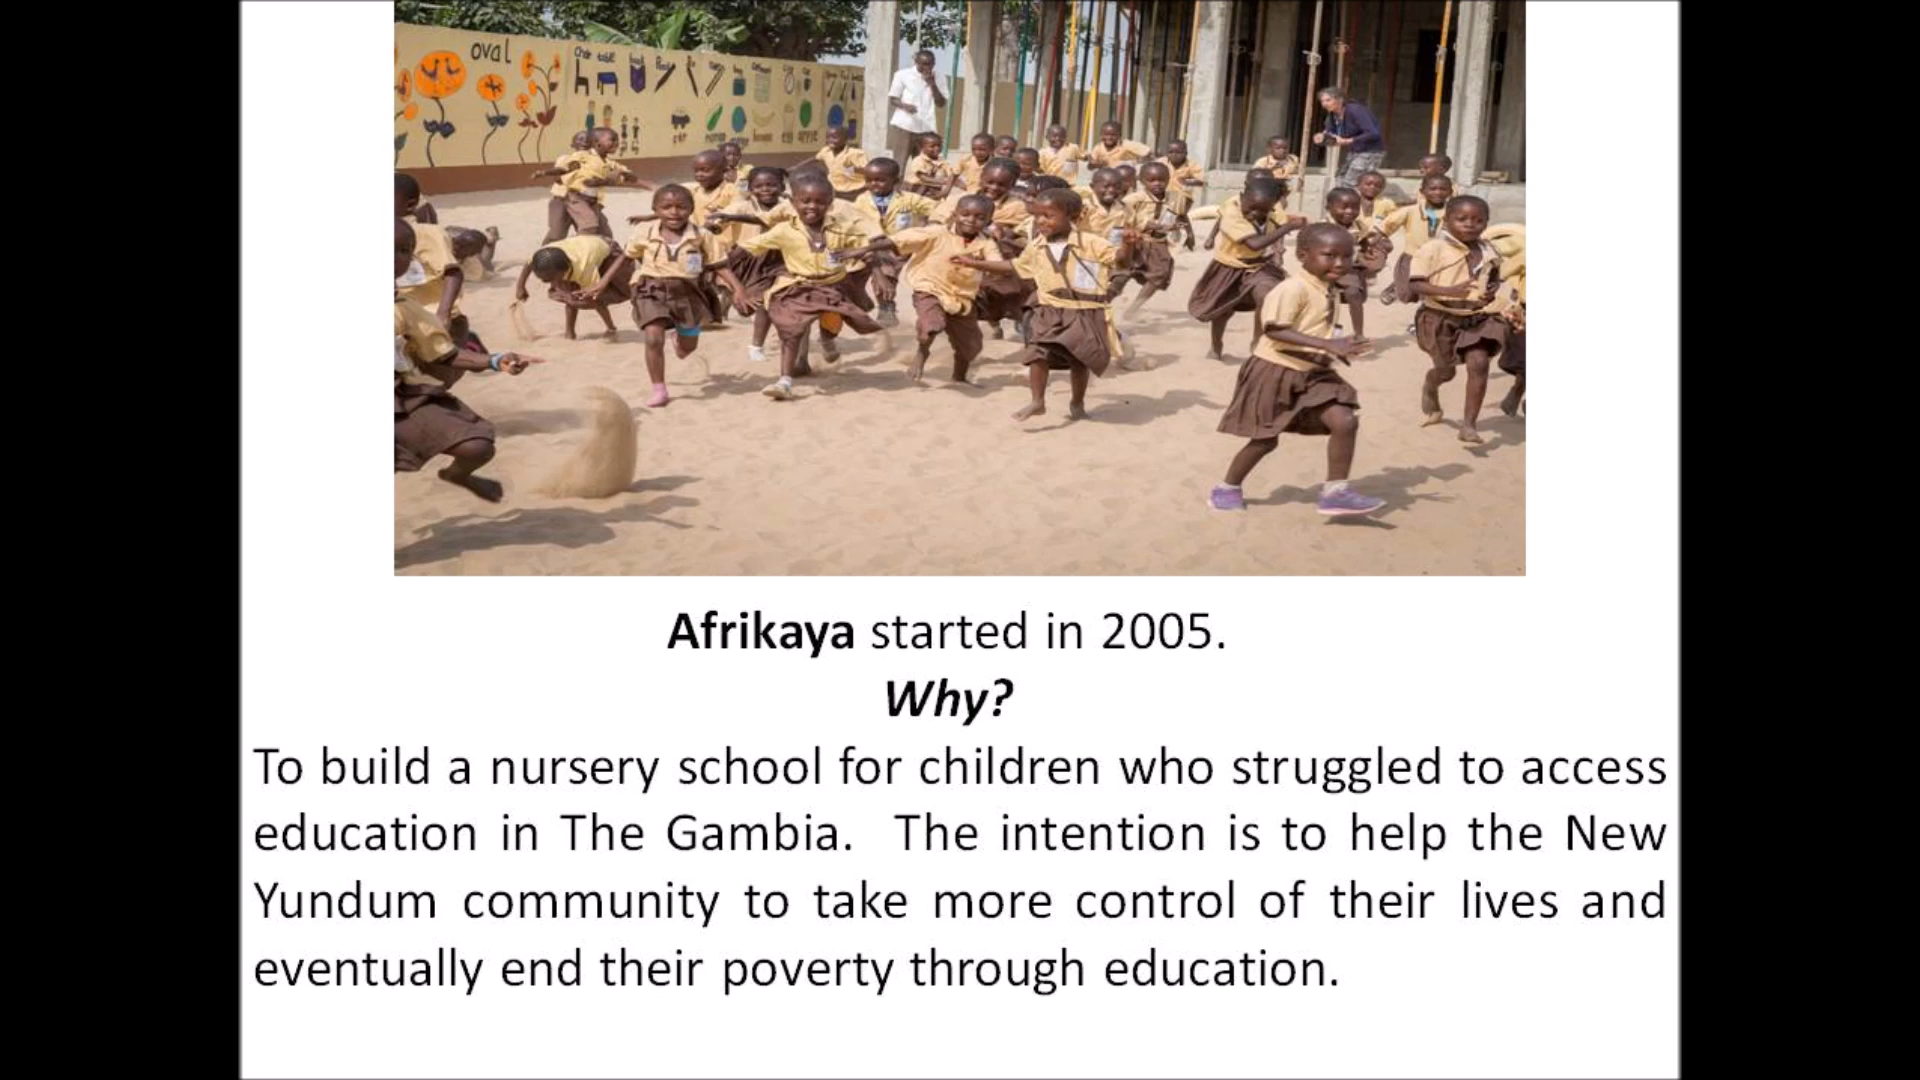 oval
Afrikaya started in 2005.
Why?
To build a nursery school for children who struggled to access
education in The Gambia.  The intention is to help the New
Yundum community to take more control of their lives and
eventually end their poverty through education.